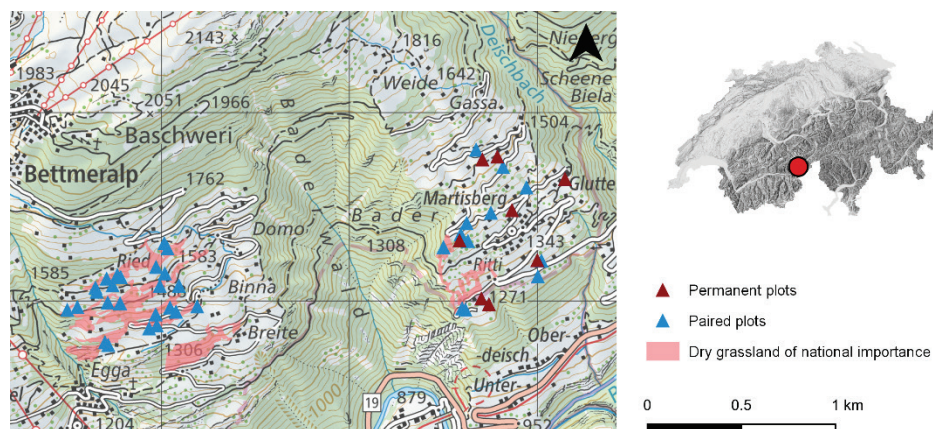 2143
1816
Niesberg
1983
2045
Weide
1642
Deischbach
Scheene
Biela
2051
1966
Gassa
Baschweri
1504
Bettmeralp
1762
Badewald
Martisberg
Glutte
Bader
Domo
1308
1343
Ried
1583
Ritti
1585
Binna
1271
Breite
Ober-
deisch
1306
Egga
1000
19
879
Unter-
1204
952
Permanent plots
Paired plots
Dry grassland of national importance
0 0.5 1 km